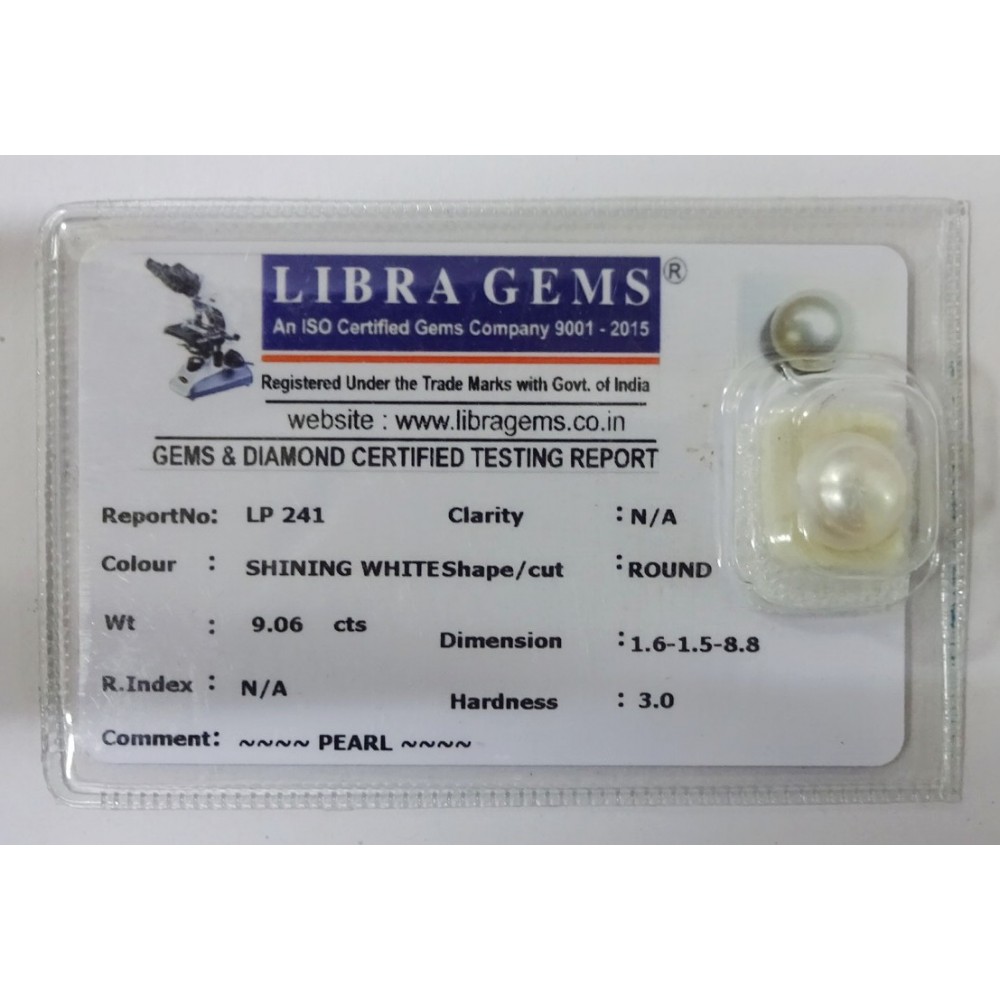 LIBRA GEMS ®
An ISO Certified Gems Company 9001 - 2015
Registered Under the Trade Marks with Govt. of India
website : www.libragems.co.in
GEMS & DIAMOND CERTIFIED TESTING REPORT
ReportNo: LP 241 Clarity : N/A
Colour : SHINING WHITE Shape/cut : ROUND
Wt : 9.06 cts Dimension : 1.6-1.5-8.8
R.Index : N/A Hardness : 3.0
Comment: ~~~~ PEARL ~~~~